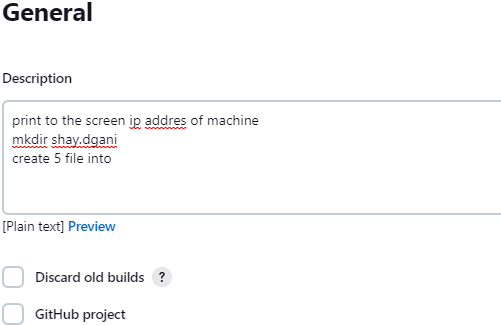 General
Description
print to the screen ip addres of machine
mkdir shay.dgani
create 5 file into
[Plain text] Preview
Discard old builds ?
GitHub project